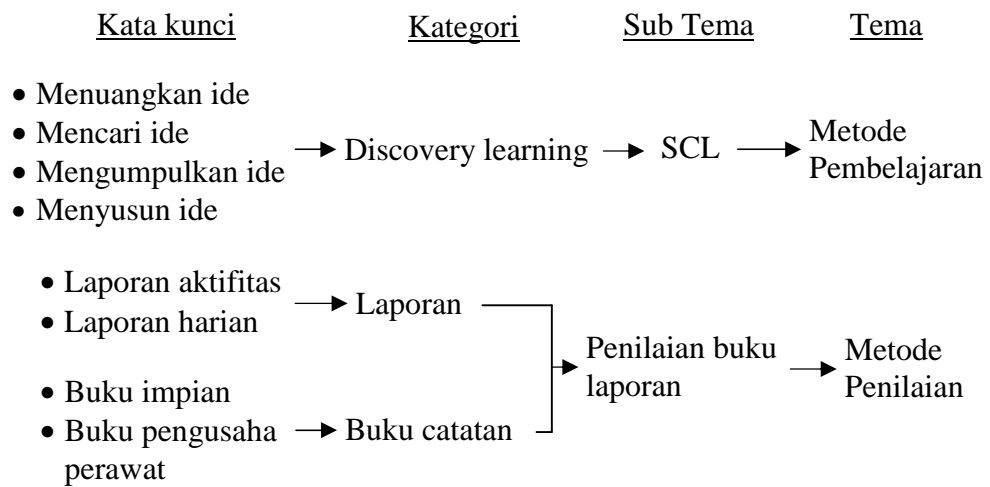 Kata kunci Kategori Sub Tema Tema
• Menuangkan ide
• Mencari ide
• Mengumpulkan ide
• Menyusun ide
Discovery learning
SCL
Metode
Pembelajaran
• Laporan aktifitas
• Laporan harian
Laporan
• Buku impian
• Buku pengusaha
perawat
Buku catatan
Penilaian buku
laporan
Metode
Penilaian